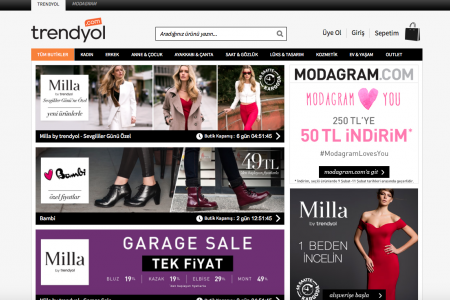 TRENDYOL
MODAGRAM
trendyol.com
Aradığınız ürünü yazın...
Üye Ol
Giriş
Sepetim
TÜM BUTİKLER
KADIN
ERKEK
ANNE & ÇOCUK
AYAKKABI & ÇANTA
SAAT & GÖZLÜK
LÜKS & TASARIM
KOZMETİK
EV & YAŞAM
OUTLET
Milla
by trendyol
Sevgililer Günü'ne Özel
yeni ürünlerle
Milla by trendyol - Sevgililer Günü Özel
Butik Kapanış: 8 gün 04:51:45
Bambi
özel fiyatlar
49TL
Bambi
Butik Kapanış: 2 gün 12:51:45
Milla
by trendyol
GARAGE SALE
TEK FİYAT
BLUZ 19
KAZAK 19
ELBİSE 29
MONT 49
MODAGRAM.COM
MODAGRAM YOU
250 TL'YE
50 TL İNDİRİM*
#ModagramLovesYou
modagram.com'a git
Milla
by trendyol
1 BEDEN
İNCELİN
alışverişe başla